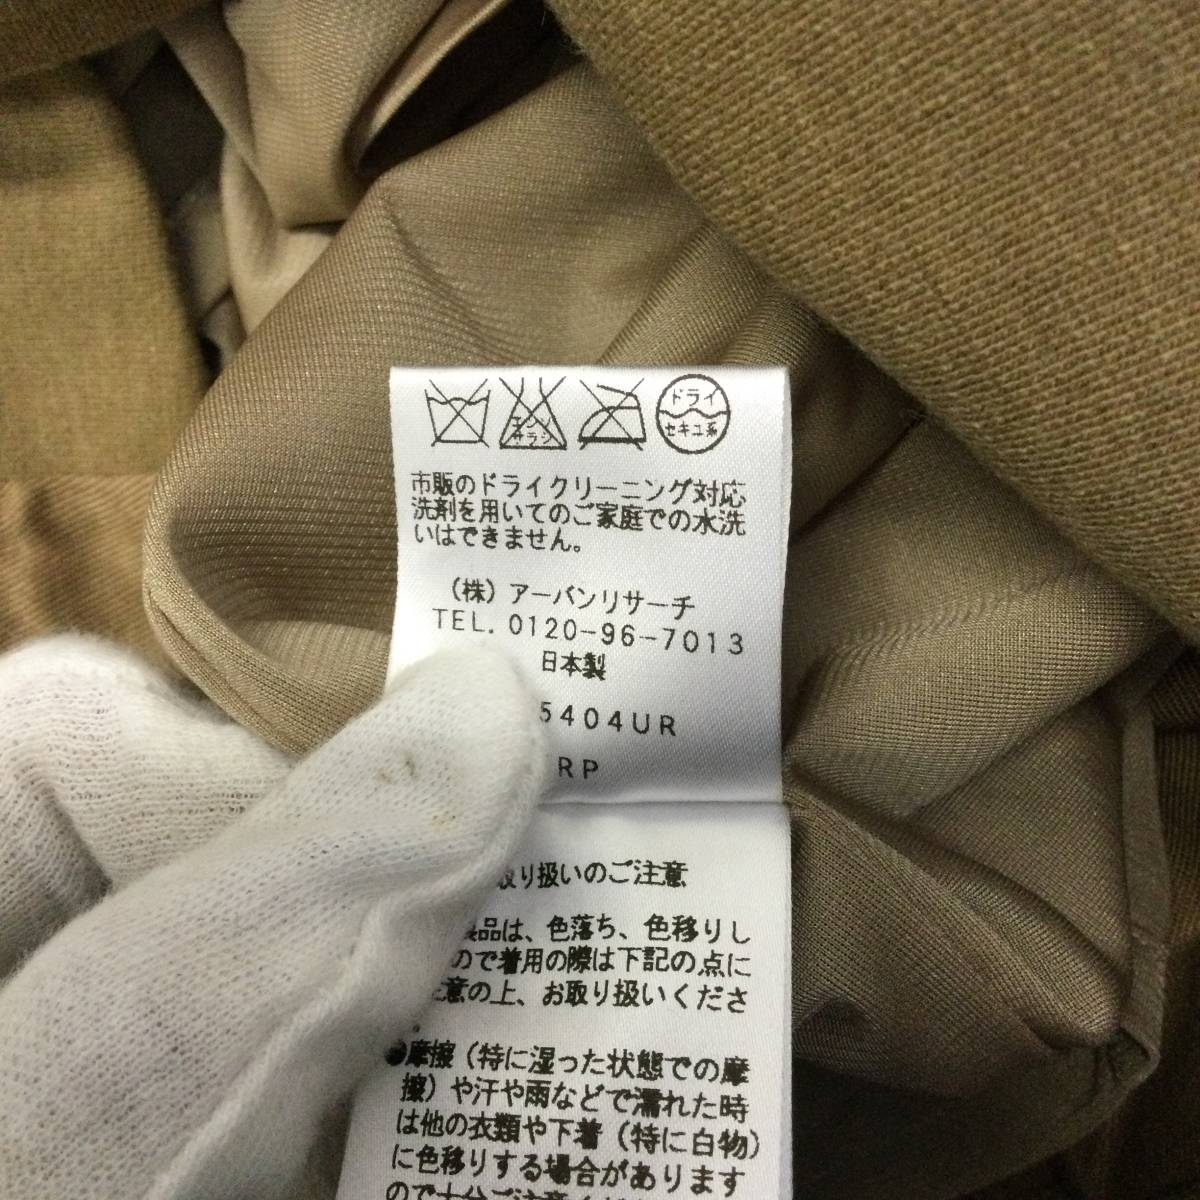 エンソ
サラシ
ドライ
セキユ系
市販のドライクリーニング対応
洗剤を用いてのご家庭での水洗
いはできません。
(株) アーバンリサーチ
TEL. 0120-96-7013
日本製
5404UR
RP
取り扱いのご注意
製品は、色落ち、色移りし
ので着用の際は下記の点に
意の上、お取り扱いくださ
。
●摩擦(特に湿った状態での摩
擦)や汗や雨などで濡れた時
は他の衣類や下着(特に白物)
に色移りする場合があります
ので十分ご注意くだ